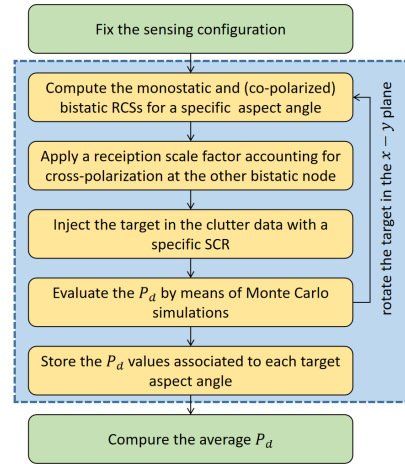 Fix the sensing configuration
Compute the monostatic and (co-polarized)
bistatic RCSs for a specific aspect angle
Apply a receiption scale factor accounting for
cross-polarization at the other bistatic node
Inject the target in the clutter data with a
specific SCR
Evaluate the P_d by means of Monte Carlo
simulations
Store the P_d values associated to each target
aspect angle
Compure the average P_d
rotate the target in the x − y plane